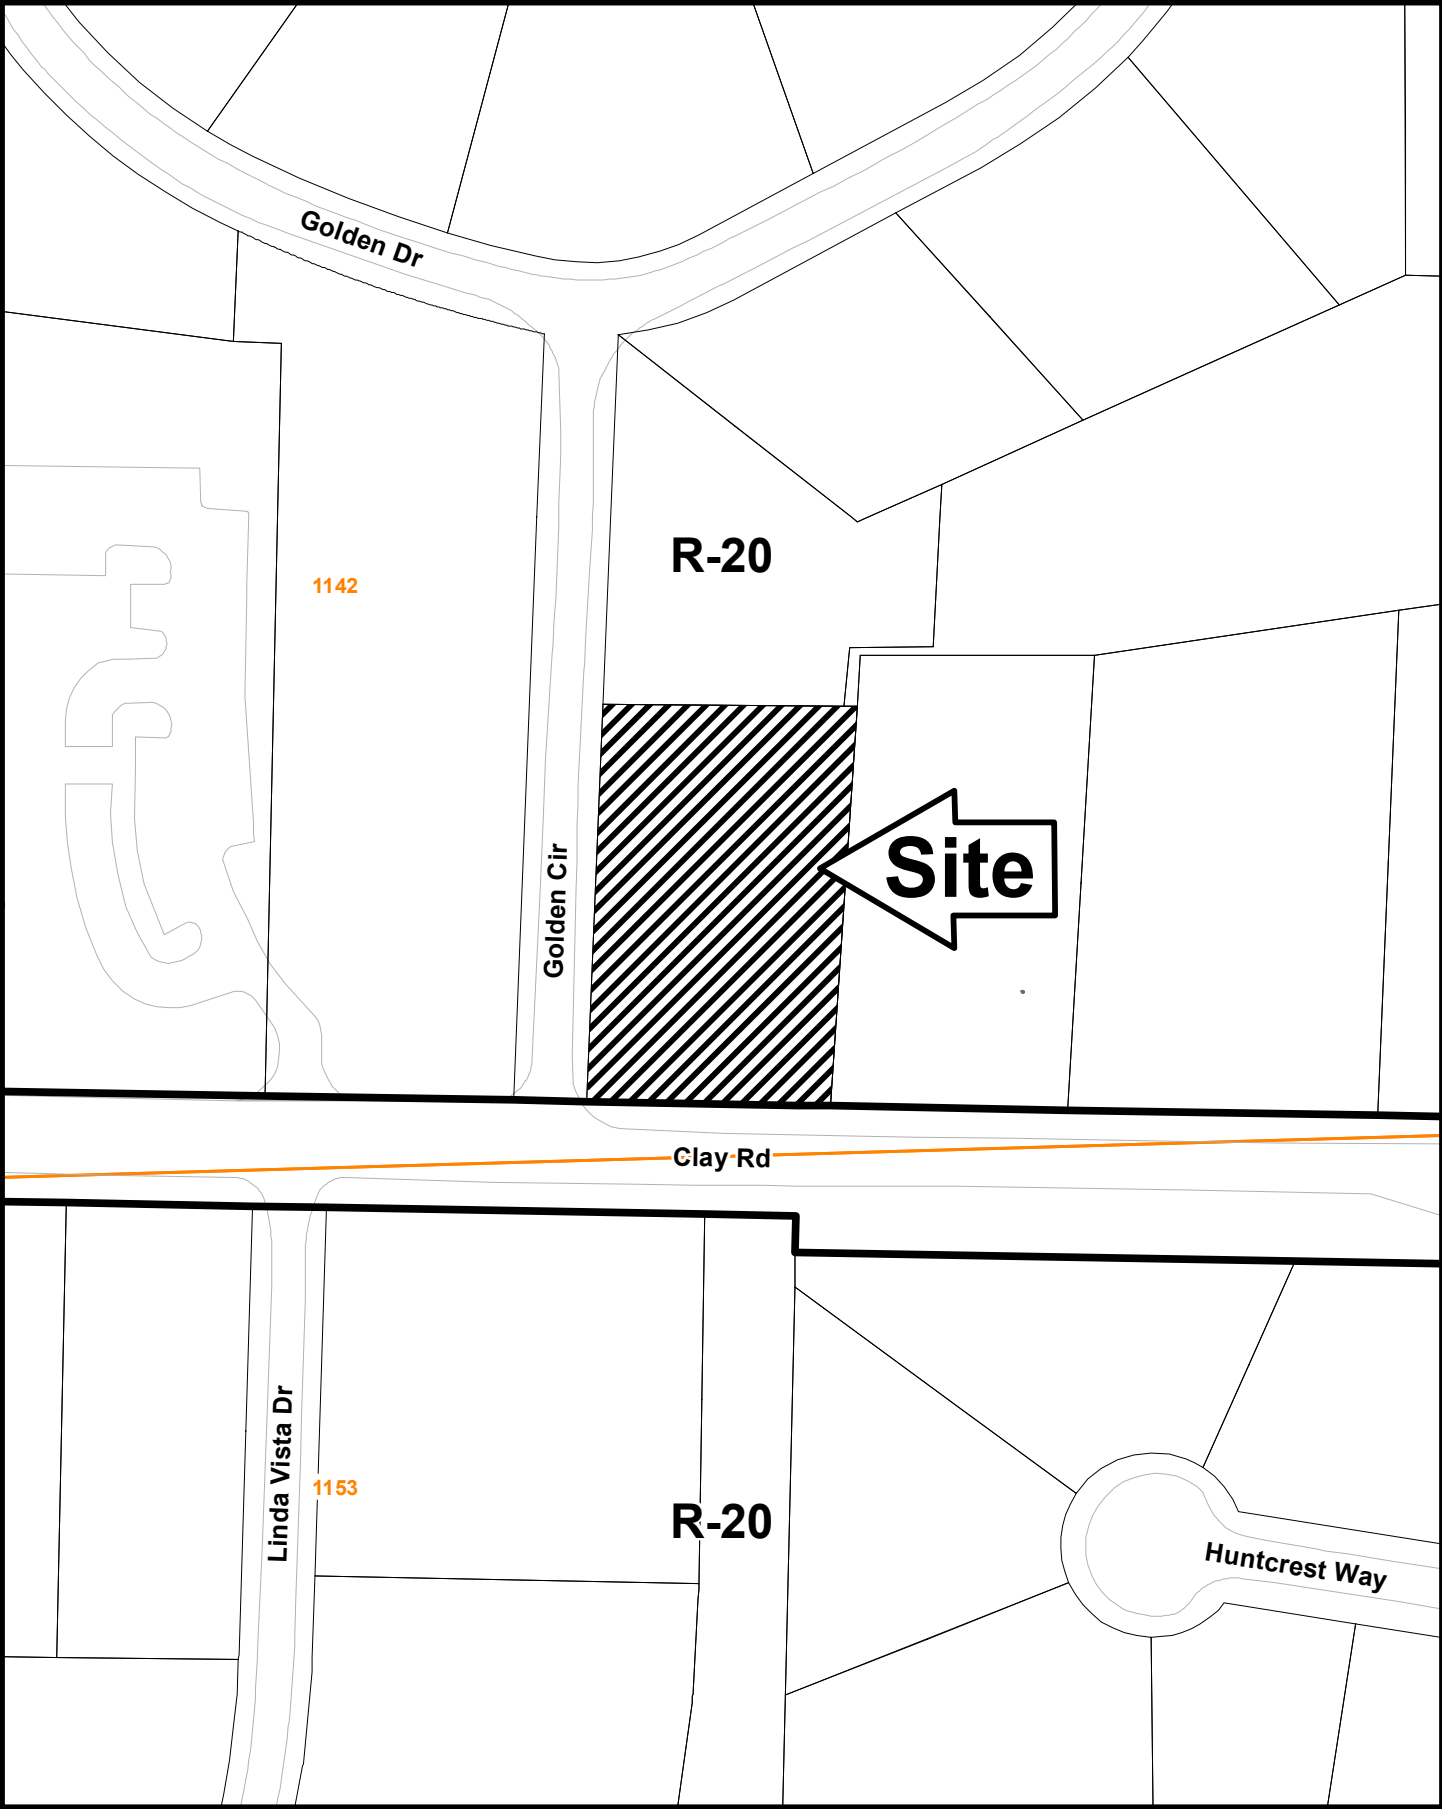 Golden Dr
R-20
1142
Golden Cir
Site
Clay Rd
Linda Vista Dr
1153
R-20
Huntcrest Way